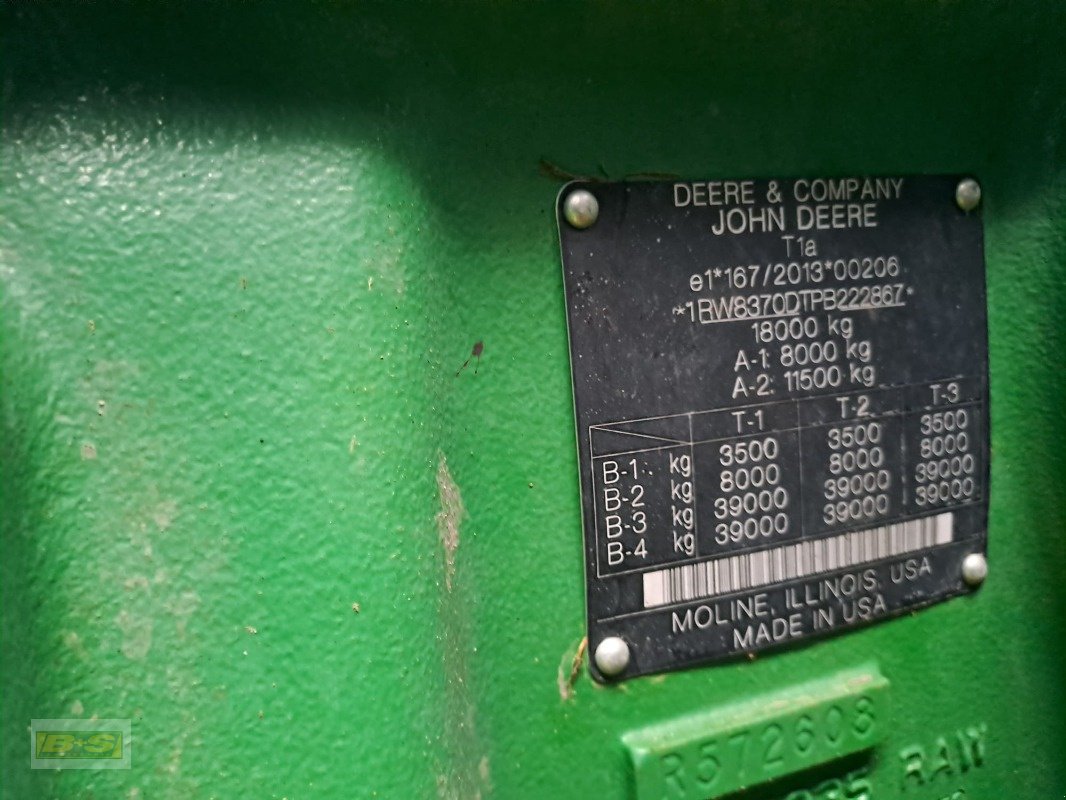 DEERE & COMPANY
JOHN DEERE
T1a
e1*167/2013*00206
*1RW8370DTPB222867*
18000 kg
A-1: 8000 kg
A-2: 11500 kg
T-1 T-2 T-3
B-1 kg 3500 3500 3500
B-2 kg 8000 8000 8000
B-3 kg 39000 39000 39000
B-4 kg 39000 39000 39000
MOLINE, ILLINOIS, USA
MADE IN USA
R572608
RAW
B+S